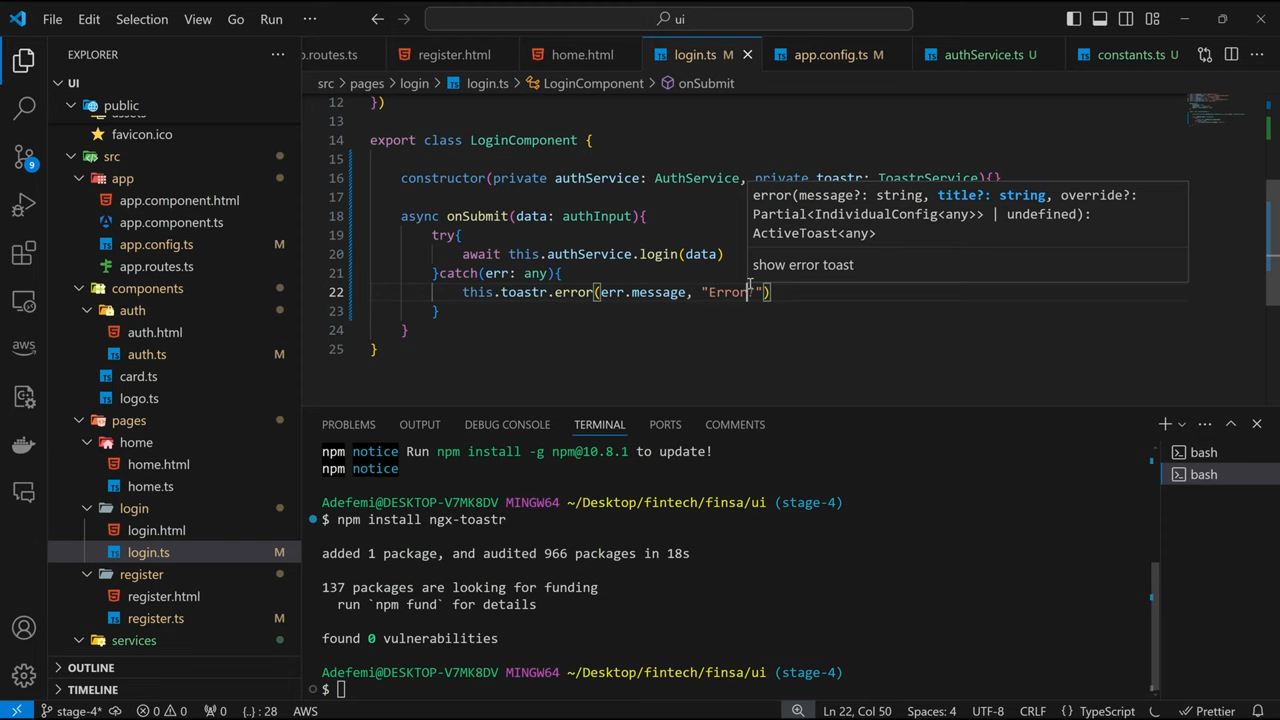 File Edit Selection View Go Run ··· ui
EXPLORER ···
UI
public
assets
favicon.ico
src
app
app.component.html
app.component.ts
app.config.ts
app.routes.ts
components
auth
auth.html
auth.ts M
card.ts
logo.ts
pages
home
home.html
home.ts
login
login.html
login.ts M
register
register.html
register.ts M
services
OUTLINE
TIMELINE
9
aws
pp.routes.ts register.html home.html login.ts M app.config.ts M authService.ts U constants.ts U ···
src > pages > login > login.ts > LoginComponent > onSubmit
12 })
13
14 export class LoginComponent {
15
16 constructor(private authService: AuthService, private toastr: ToastrService){}
17
18 async onSubmit(data: authInput){
19 try{
20 await this.authService.login(data)
21 }catch(err: any){
22 this.toastr.error(err.message, "Error!")
23 }
24 }
25 }
error(message?: string, title?: string, override?:
Partial<IndividualConfig<any>> | undefined):
ActiveToast<any>
show error toast
PROBLEMS OUTPUT DEBUG CONSOLE TERMINAL PORTS COMMENTS
npm notice Run npm install -g npm@10.8.1 to update!
npm notice
Adefemi@DESKTOP-V7MK8DV MINGW64 ~/Desktop/fintech/finsa/ui (stage-4)
$ npm install ngx-toastr
added 1 package, and audited 966 packages in 18s
137 packages are looking for funding
run `npm fund` for details
found 0 vulnerabilities
Adefemi@DESKTOP-V7MK8DV MINGW64 ~/Desktop/fintech/finsa/ui (stage-4)
$
bash
bash
stage-4* 0 0 0 {..}: 28 AWS Ln 22, Col 50 Spaces: 4 UTF-8 CRLF {} TypeScript Prettier